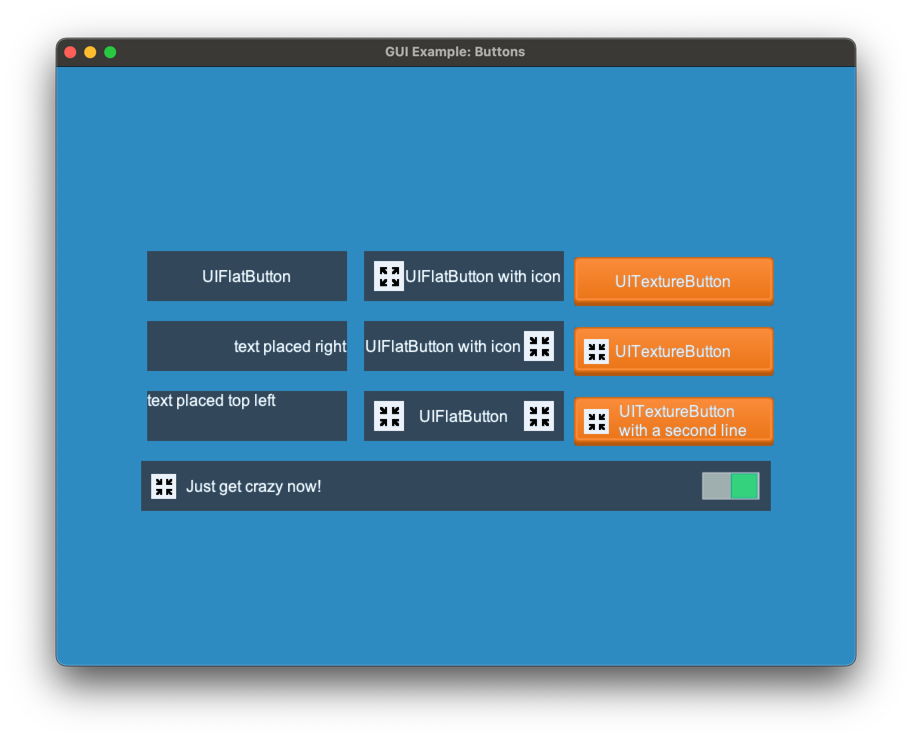 GUI Example: Buttons
UIFlatButton
UIFlatButton with icon
UITextureButton
text placed right
UIFlatButton with icon
UITextureButton
text placed top left
UIFlatButton
UITextureButton
with a second line
Just get crazy now!